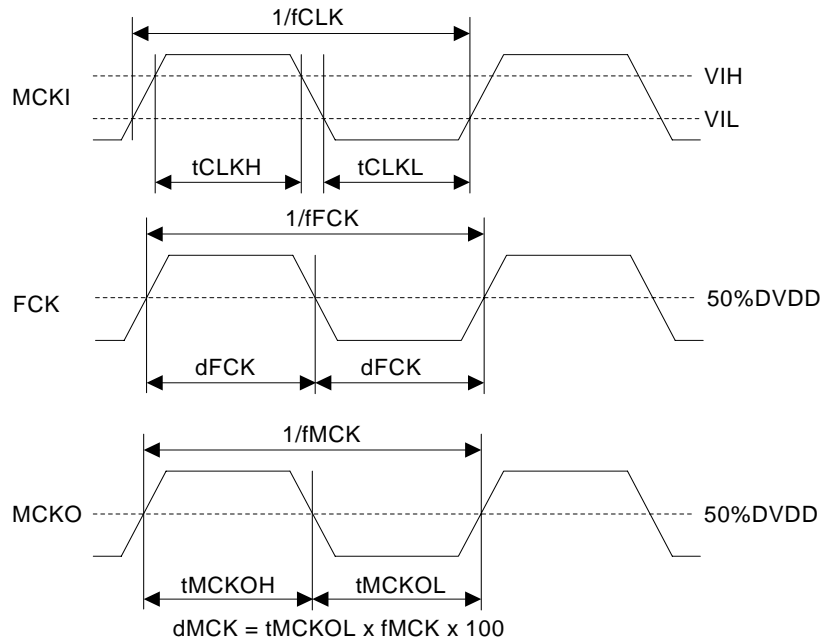 1/fCLK
MCKI
VIH
VIL
tCLKH
tCLKL
1/fFCK
FCK
50%DVDD
dFCK
dFCK
1/fMCK
MCKO
50%DVDD
tMCKOH
tMCKOL
dMCK = tMCKOL x fMCK x 100